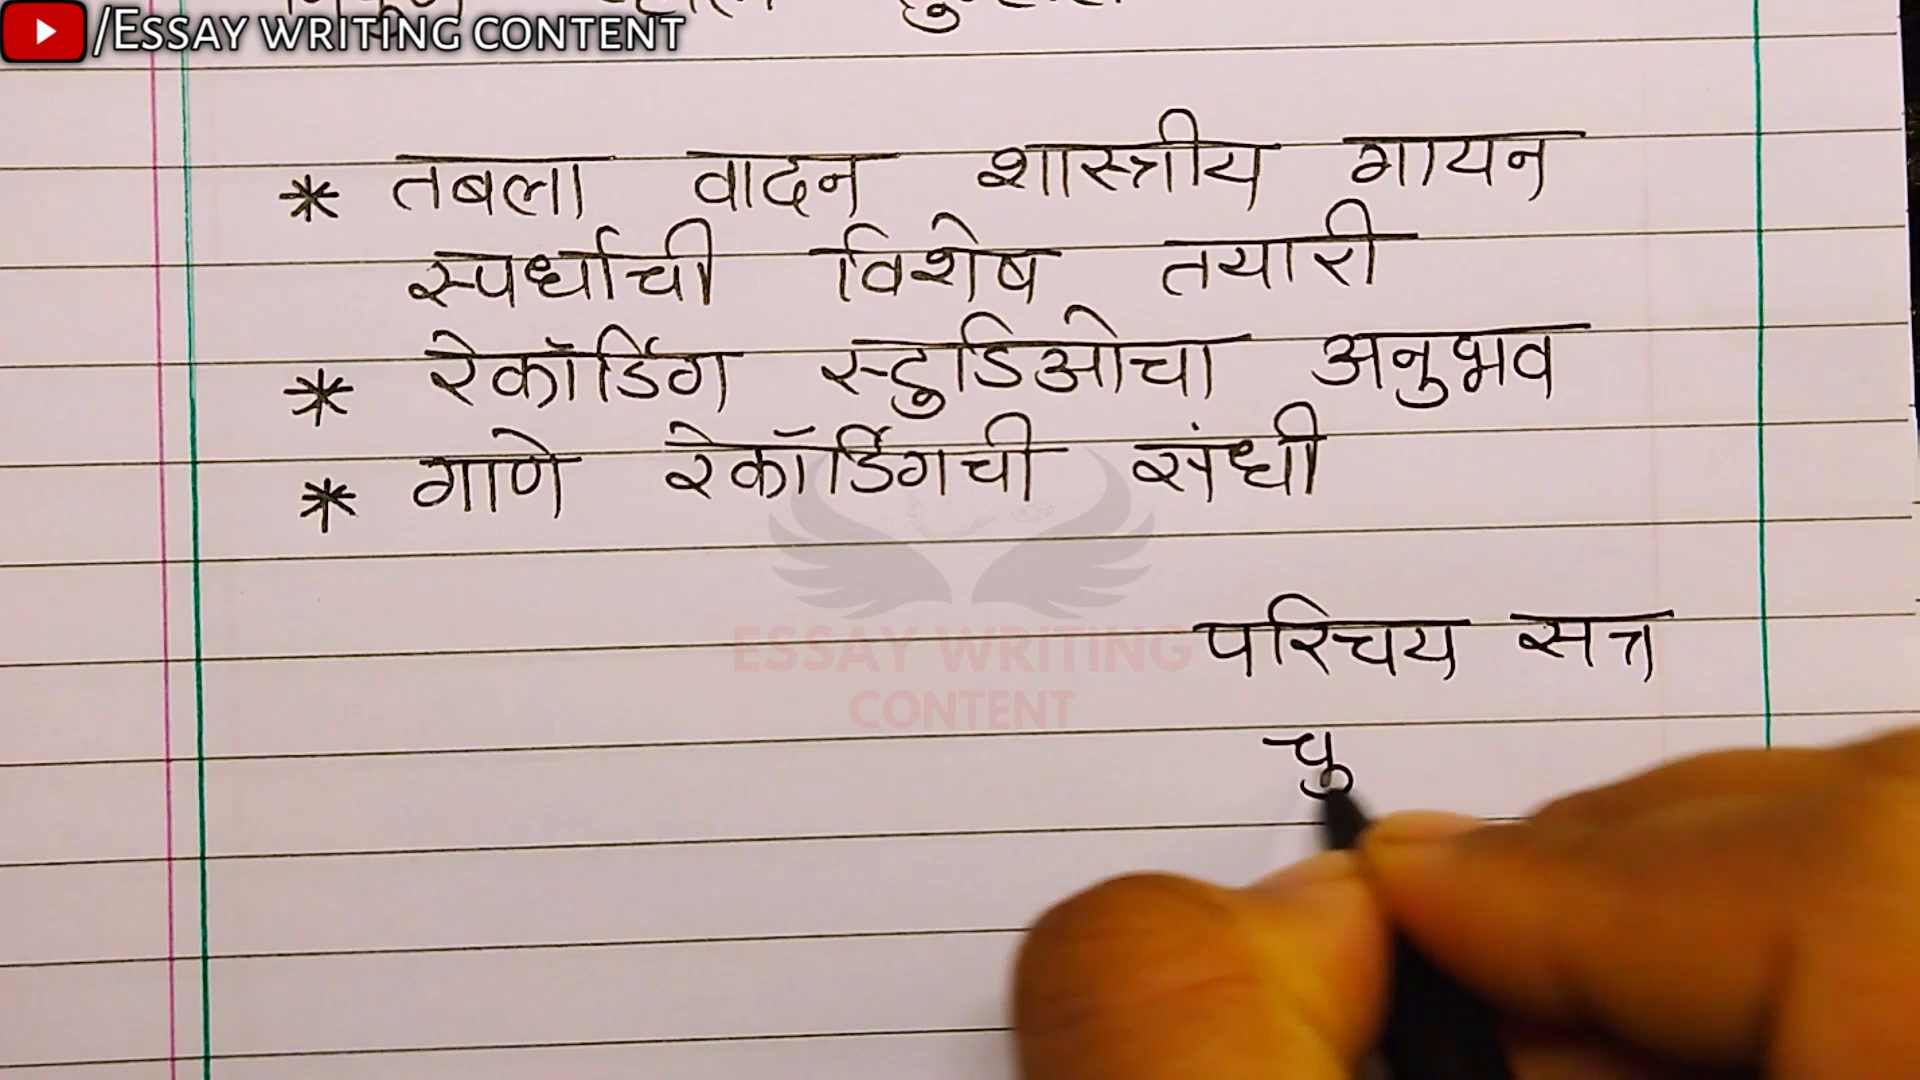 /ESSAY WRITING CONTENT
* तबला वादन शास्त्रीय गायन
स्पर्धाची विशेष तयारी
* रेकॉर्डिंग स्टुडिओचा अनुभव
* गाणे रेकॉर्डिंगची संधी
ESSAY WRITING
CONTENT
परिचय सत्र
चु